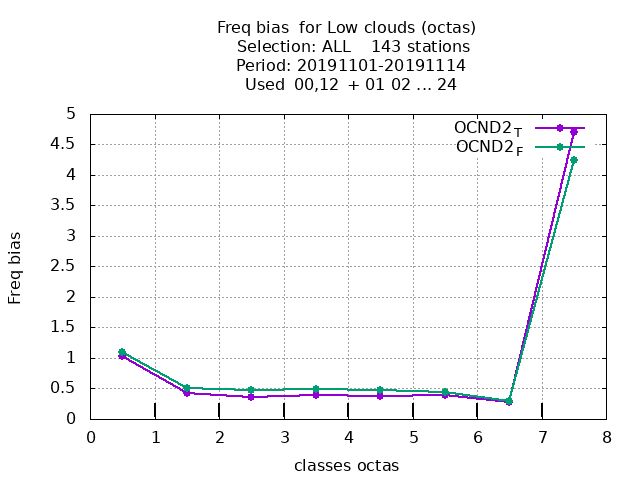 Freq bias  for Low clouds (octas)
Selection: ALL    143 stations
Period: 20191101-20191114
Used  00,12  + 01 02 ... 24
5
4.5
4
3.5
3
2.5
2
1.5
1
0.5
0
Freq bias
OCND2_T
OCND2_F
0 1 2 3 4 5 6 7 8
classes octas